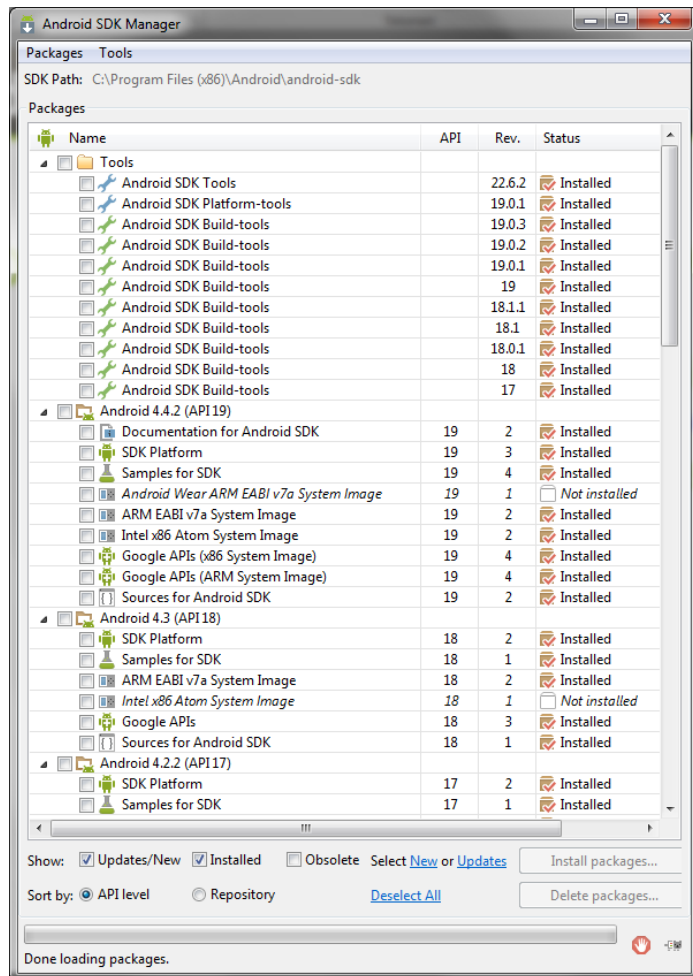 Android SDK Manager
Packages Tools
SDK Path: C:\Program Files (x86)\Android\android-sdk
Packages
Name API Rev. Status
Tools
Android SDK Tools 22.6.2 Installed
Android SDK Platform-tools 19.0.1 Installed
Android SDK Build-tools 19.0.3 Installed
Android SDK Build-tools 19.0.2 Installed
Android SDK Build-tools 19.0.1 Installed
Android SDK Build-tools 19 Installed
Android SDK Build-tools 18.1.1 Installed
Android SDK Build-tools 18.1 Installed
Android SDK Build-tools 18.0.1 Installed
Android SDK Build-tools 18 Installed
Android SDK Build-tools 17 Installed
Android 4.4.2 (API 19)
Documentation for Android SDK 19 2 Installed
SDK Platform 19 3 Installed
Samples for SDK 19 4 Installed
Android Wear ARM EABI v7a System Image 19 1 Not installed
ARM EABI v7a System Image 19 2 Installed
Intel x86 Atom System Image 19 2 Installed
Google APIs (x86 System Image) 19 4 Installed
Google APIs (ARM System Image) 19 4 Installed
Sources for Android SDK 19 2 Installed
Android 4.3 (API 18)
SDK Platform 18 2 Installed
Samples for SDK 18 1 Installed
ARM EABI v7a System Image 18 2 Installed
Intel x86 Atom System Image 18 1 Not installed
Google APIs 18 3 Installed
Sources for Android SDK 18 1 Installed
Android 4.2.2 (API 17)
SDK Platform 17 2 Installed
Samples for SDK 17 1 Installed
Show: Updates/New Installed Obsolete Select New or Updates Install packages...
Sort by: API level Repository Deselect All Delete packages...
Done loading packages.